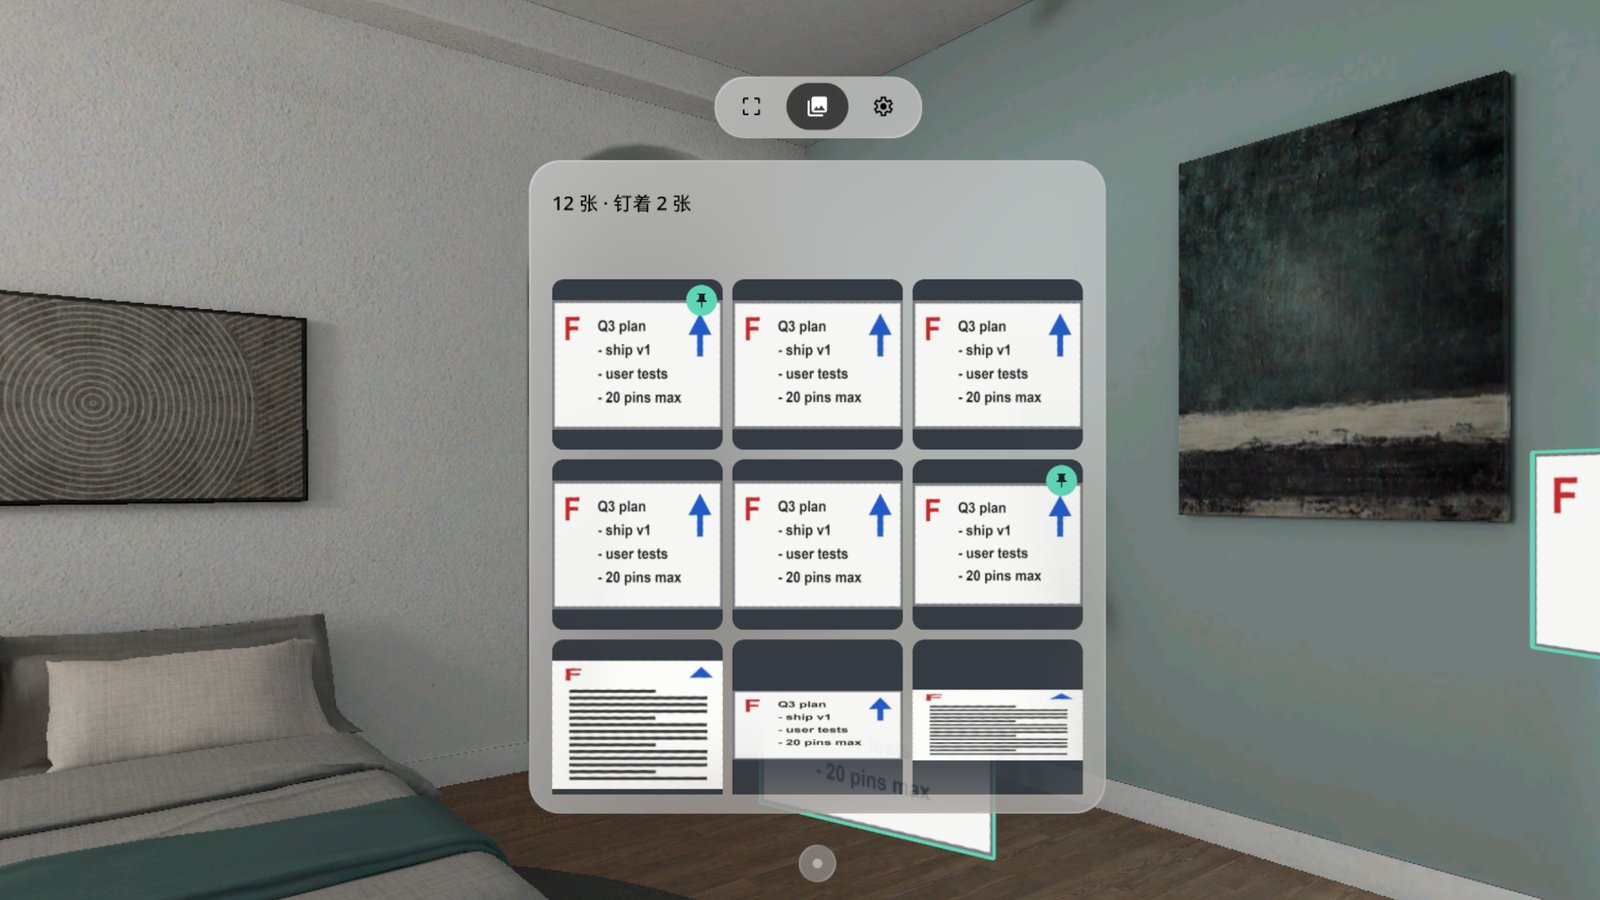 12 张 · 钉着 2 张
F Q3 plan
- ship v1
- user tests
- 20 pins max
F Q3 plan
- ship v1
- user tests
- 20 pins max
F Q3 plan
- ship v1
- user tests
- 20 pins max
F Q3 plan
- ship v1
- user tests
- 20 pins max
F Q3 plan
- ship v1
- user tests
- 20 pins max
F Q3 plan
- ship v1
- user tests
- 20 pins max
F
F Q3 plan
- ship v1
- user tests
- 20 pins max
F
tests
- 20 pins max
F